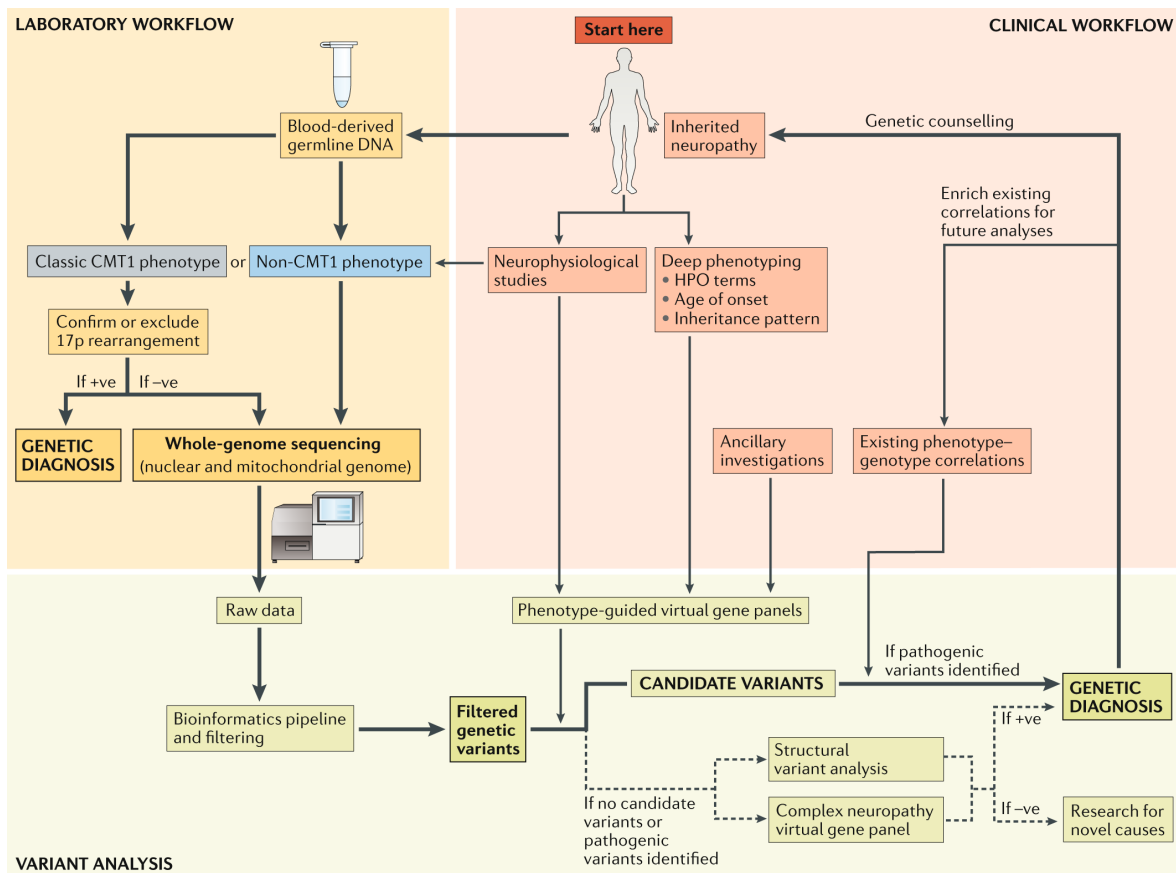 LABORATORY WORKFLOW
Start here
CLINICAL WORKFLOW
Blood-derived
germline DNA
Inherited
neuropathy
Genetic counselling
Enrich existing
correlations for
future analyses
Classic CMT1 phenotype
or
Non-CMT1 phenotype
Neurophysiological
studies
Deep phenotyping
• HPO terms
• Age of onset
• Inheritance pattern
Confirm or exclude
17p rearrangement
If +ve
If –ve
GENETIC
DIAGNOSIS
Whole-genome sequencing
(nuclear and mitochondrial genome)
Ancillary
investigations
Existing phenotype–
genotype correlations
Raw data
Phenotype-guided virtual gene panels
If pathogenic
variants identified
CANDIDATE VARIANTS
GENETIC
DIAGNOSIS
Bioinformatics pipeline
and filtering
Filtered
genetic
variants
If +ve
Structural
variant analysis
If no candidate
variants or
pathogenic
variants identified
Complex neuropathy
virtual gene panel
If –ve
Research for
novel causes
VARIANT ANALYSIS